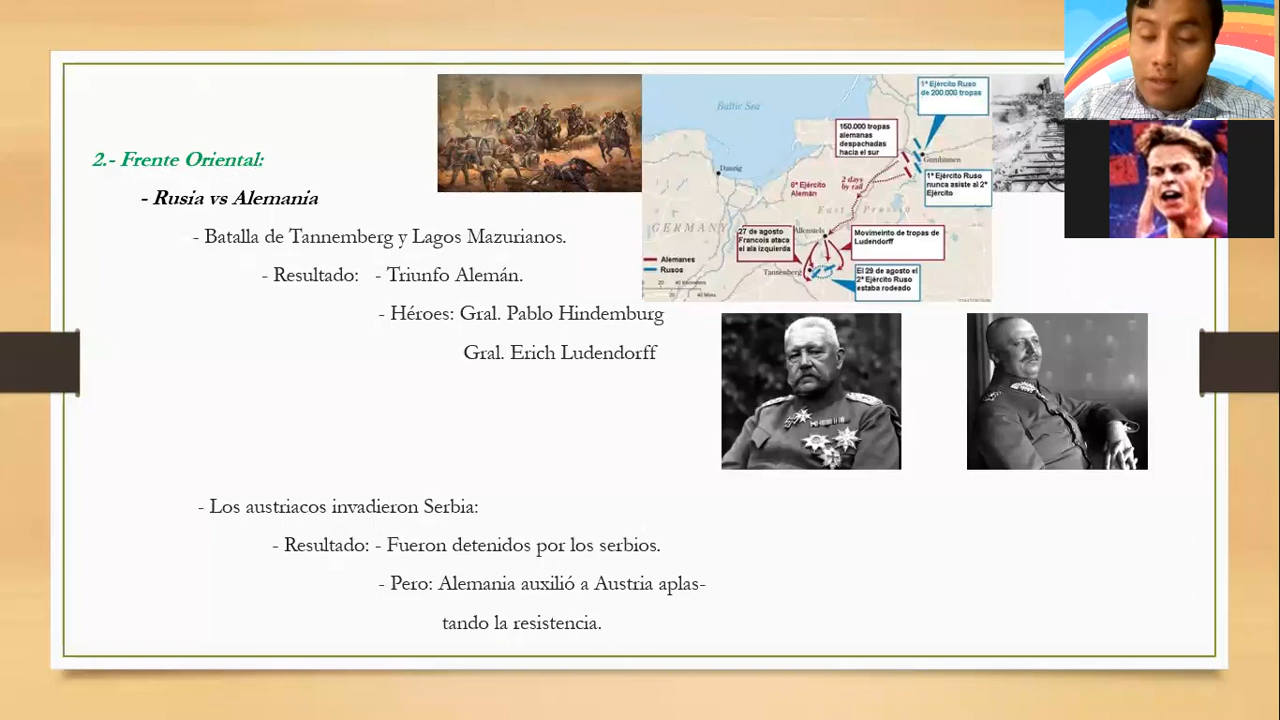 2.- Frente Oriental:
- Rusia vs Alemania
- Batalla de Tannemberg y Lagos Mazurianos.
- Resultado: - Triunfo Alemán.
- Héroes: Gral. Pablo Hindemburg
Gral. Erich Ludendorff
- Los austriacos invadieron Serbia:
- Resultado: - Fueron detenidos por los serbios.
- Pero: Alemania auxilió a Austria aplas-
tando la resistencia.
Baltic Sea
1ª Ejército Ruso
de 200.000 tropas
150.000 tropas
alemanas
despachadas
hacia el sur
Gumbinnen
Danzig
8ª Ejército
Alemán
2 days
by rail
1ª Ejército Ruso
nunca asiste al 2ª
Ejército
East Prussia
GERMANY
27 de agosto
Francois ataca
el ala izquierda
Allenstein
Movimeinto de tropas de
Ludendorff
Alemanes
Rusos
Tannenberg
El 29 de agosto el
2ª Ejército Ruso
estaba rodeado